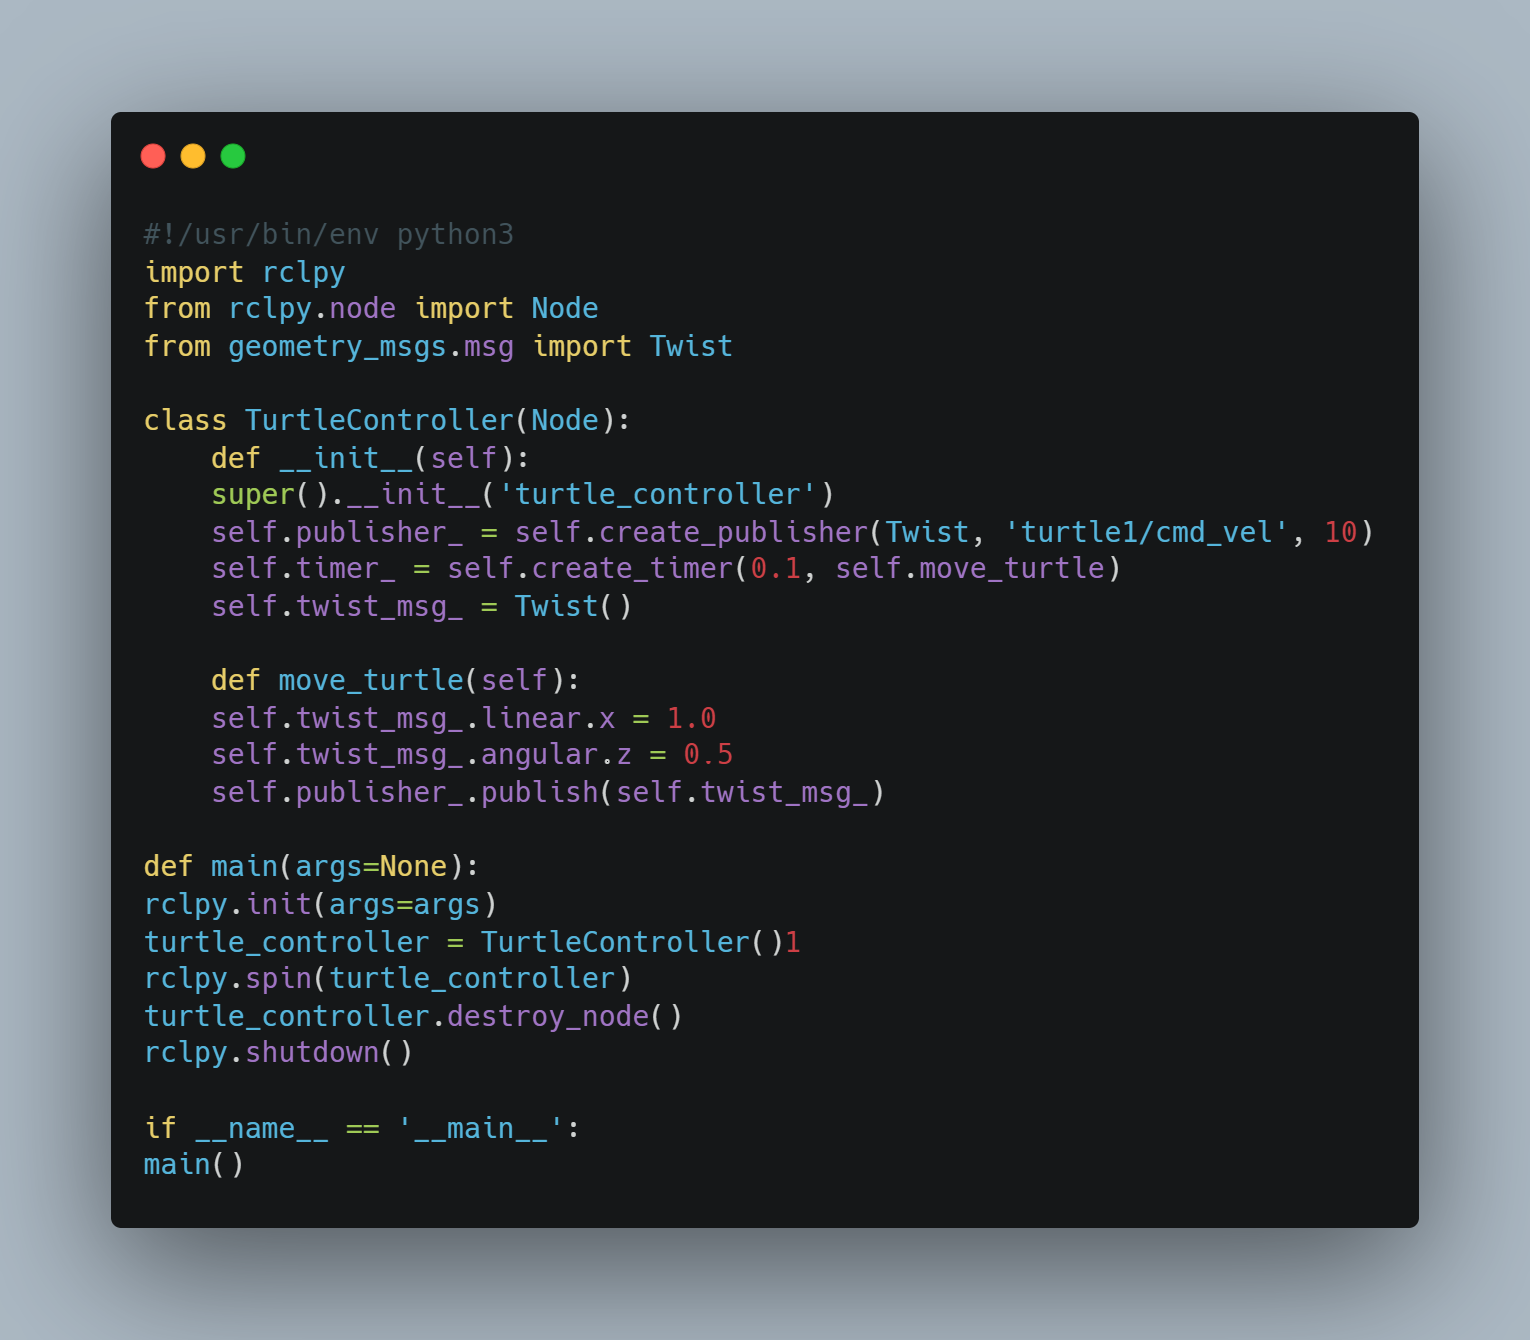 #!/usr/bin/env python3
import rclpy
from rclpy.node import Node
from geometry_msgs.msg import Twist

class TurtleController(Node):
    def __init__(self):
    super().__init__('turtle_controller')
    self.publisher_ = self.create_publisher(Twist, 'turtle1/cmd_vel', 10)
    self.timer_ = self.create_timer(0.1, self.move_turtle)
    self.twist_msg_ = Twist()

    def move_turtle(self):
    self.twist_msg_.linear.x = 1.0
    self.twist_msg_.angular.z = 0.5
    self.publisher_.publish(self.twist_msg_)

def main(args=None):
rclpy.init(args=args)
turtle_controller = TurtleController()1
rclpy.spin(turtle_controller)
turtle_controller.destroy_node()
rclpy.shutdown()

if __name__ == '__main__':
main()